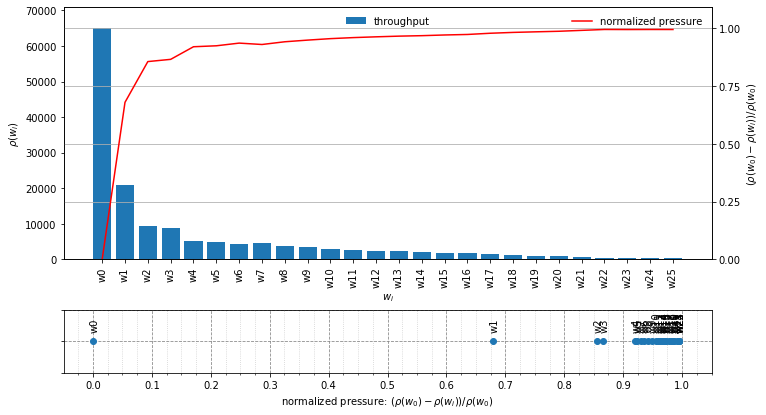 throughput
normalized pressure
70000
60000
50000
40000
30000
20000
10000
0
ρ(wᵢ)
1.00
0.75
0.50
0.25
0.00
(ρ(w₀) − ρ(wᵢ))/ρ(w₀)
w0 w1 w2 w3 w4 w5 w6 w7 w8 w9 w10 w11 w12 w13 w14 w15 w16 w17 w18 w19 w20 w21 w22 w23 w24 w25
wᵢ
w0 w1 w2 w3
0.0 0.1 0.2 0.3 0.4 0.5 0.6 0.7 0.8 0.9 1.0
normalized pressure: (ρ(w₀) − ρ(wᵢ))/ρ(w₀)